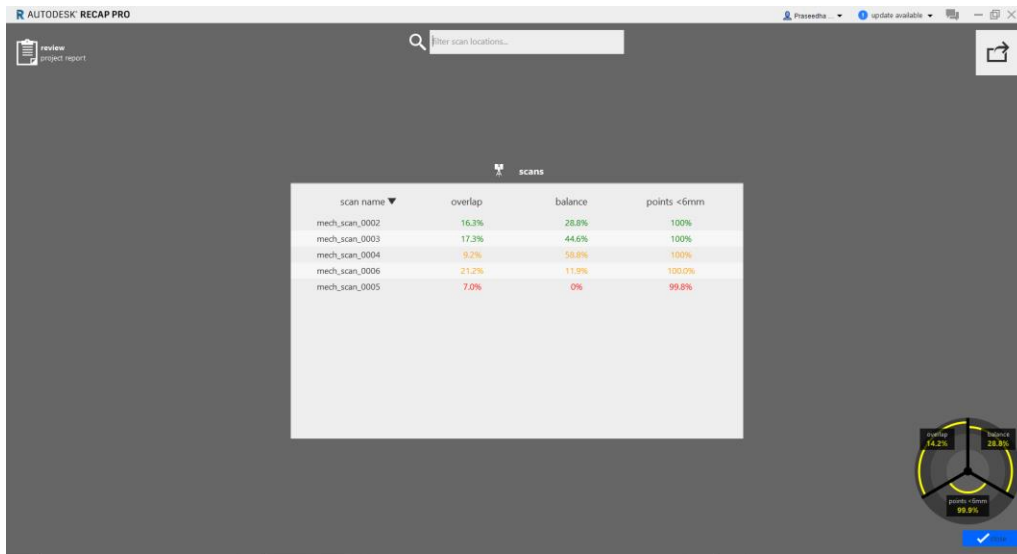 AUTODESK® RECAP PRO
Praseedha ...
update available
review
project report
filter scan locations...
scans
scan name ▼ overlap balance points <6mm
mech_scan_0002 16.3% 28.8% 100%
mech_scan_0003 17.3% 44.6% 100%
mech_scan_0004 9.2% 50.8% 100%
mech_scan_0006 21.2% 11.9% 100.0%
mech_scan_0005 7.0% 0% 99.8%
overlap balance
14.2% 28.8%
points <6mm
99.9%